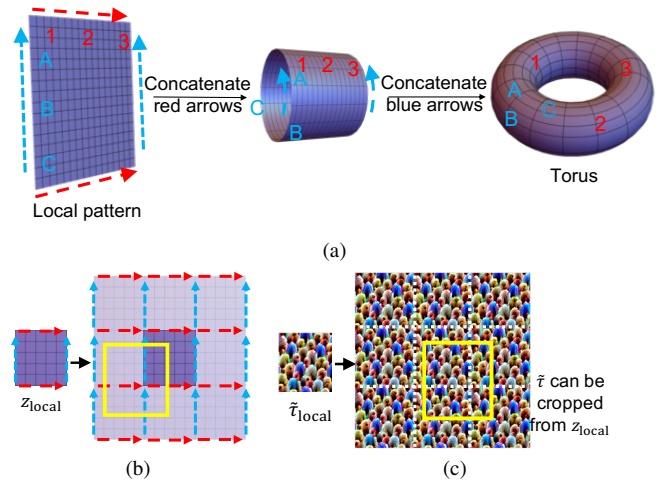 1 2 3
A
B
C
Local pattern
Concatenate
red arrows
1 2 3
A
C
B
Concatenate
blue arrows
1 3
A C
B 2
Torus
(a)
z_local
(b)
τ̃_local
τ̃ can be
cropped
from z_local
(c)